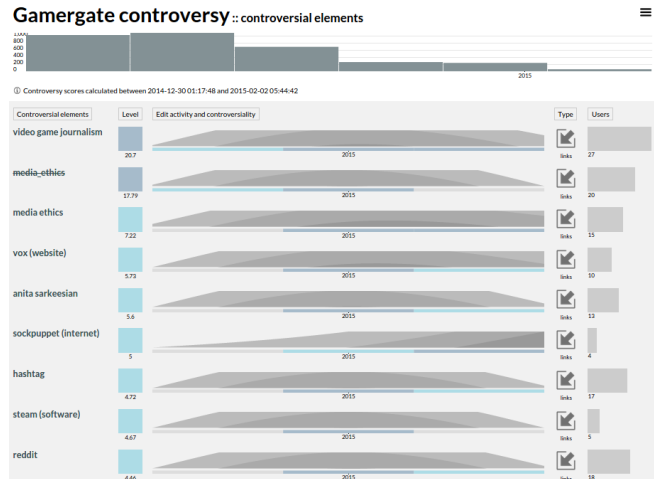 Gamergate controversy :: controversial elements
1,000
800
600
400
200
0
2015
ⓘ Controversy scores calculated between 2014-12-30 01:17:48 and 2015-02-02 05:44:42
Controversial elements Level Edit activity and controversiality Type Users
video game journalism
20.7 2015 links 27
media_ethics
17.79 2015 links 20
media ethics
7.22 2015 links 15
vox (website)
5.73 2015 links 10
anita sarkeesian
5.6 2015 links 13
sockpuppet (internet)
5 2015 links 4
hashtag
4.72 2015 links 17
steam (software)
4.67 2015 links 5
reddit
4.46 2015 links 18